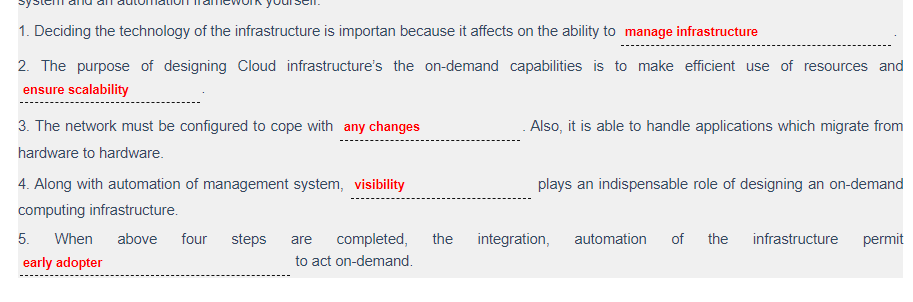 system and an automation framework yourself.
1. Deciding the technology of the infrastructure is importan because it affects on the ability to manage infrastructure .
2. The purpose of designing Cloud infrastructure's the on-demand capabilities is to make efficient use of resources and
ensure scalability .
3. The network must be configured to cope with any changes . Also, it is able to handle applications which migrate from
hardware to hardware.
4. Along with automation of management system, visibility plays an indispensable role of designing an on-demand
computing infrastructure.
5. When above four steps are completed, the integration, automation of the infrastructure permit
early adopter to act on-demand.